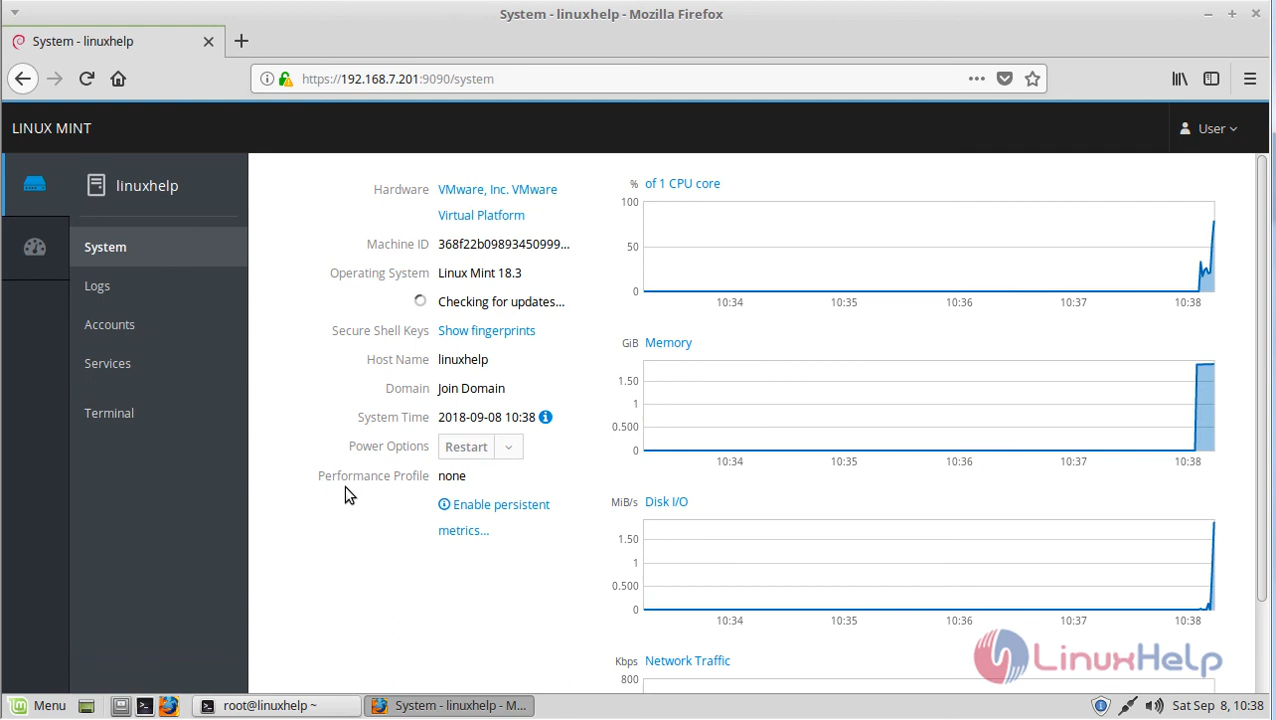 System - linuxhelp - Mozilla Firefox
System - linuxhelp
https://192.168.7.201:9090/system
LINUX MINT
User
linuxhelp
System
Logs
Accounts
Services
Terminal
Hardware VMware, Inc. VMware
Virtual Platform
Machine ID 368f22b09893450999...
Operating System Linux Mint 18.3
Checking for updates...
Secure Shell Keys Show fingerprints
Host Name linuxhelp
Domain Join Domain
System Time 2018-09-08 10:38
Power Options Restart
Performance Profile none
Enable persistent
metrics...
% of 1 CPU core
100
50
0
10:34 10:35 10:36 10:37 10:38
GiB Memory
1.50
1
0.500
0
10:34 10:35 10:36 10:37 10:38
MiB/s Disk I/O
1.50
1
0.500
0
10:34 10:35 10:36 10:37 10:38
Kbps Network Traffic
800
LinuxHelp
Menu
root@linuxhelp ~
System - linuxhelp - M...
Sat Sep 8, 10:38